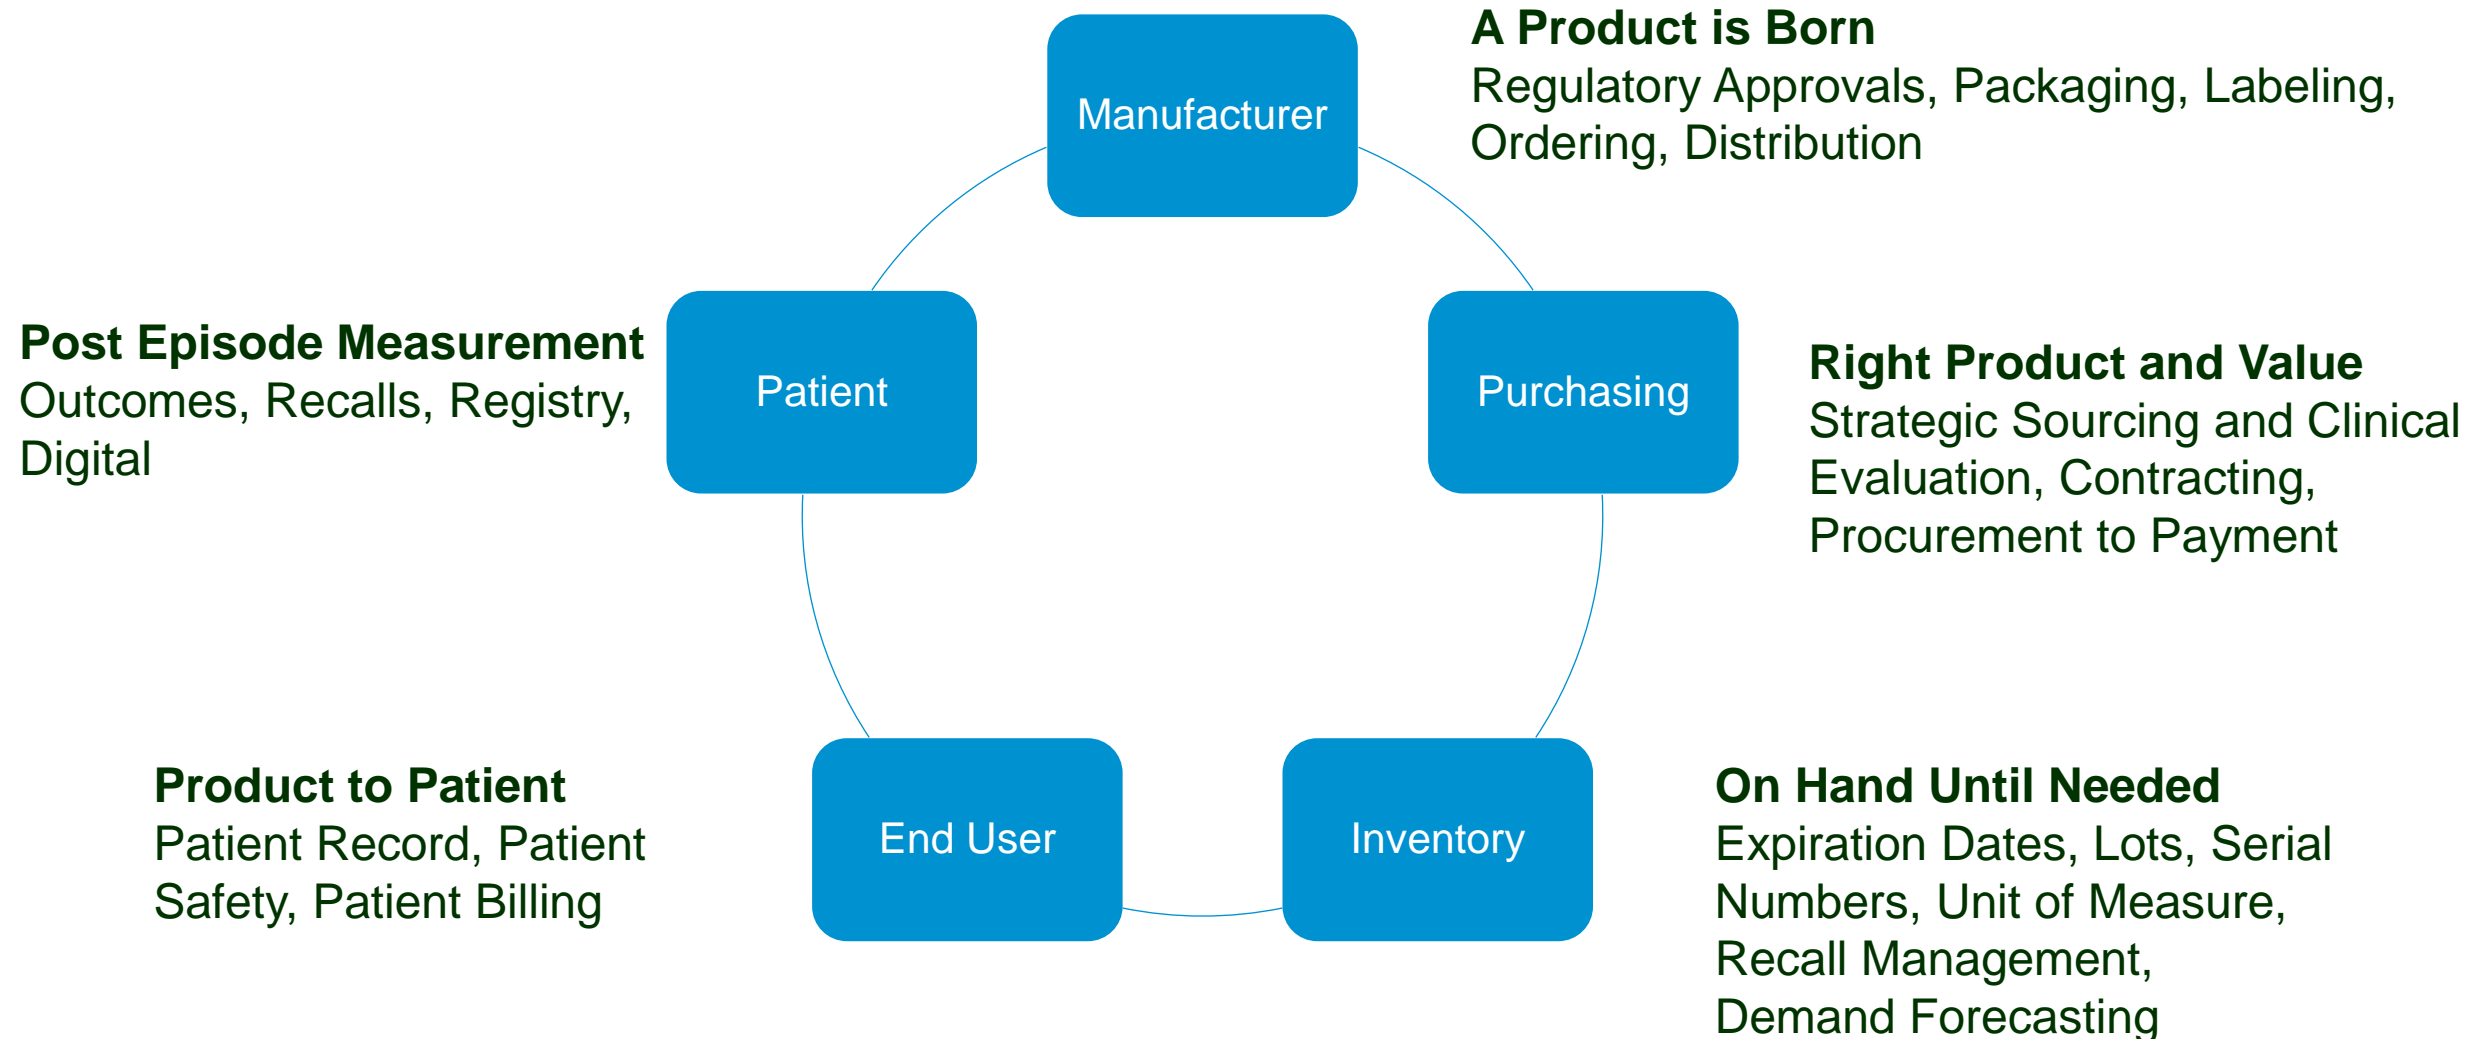 Manufacturer
A Product is Born
Regulatory Approvals, Packaging, Labeling,
Ordering, Distribution
Post Episode Measurement
Outcomes, Recalls, Registry,
Digital
Patient
Purchasing
Right Product and Value
Strategic Sourcing and Clinical
Evaluation, Contracting,
Procurement to Payment
Product to Patient
Patient Record, Patient
Safety, Patient Billing
End User
Inventory
On Hand Until Needed
Expiration Dates, Lots, Serial
Numbers, Unit of Measure,
Recall Management,
Demand Forecasting